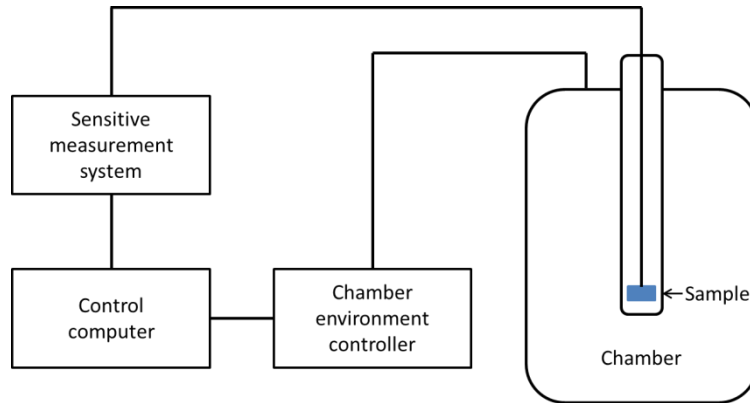 Sensitive
measurement
system
Control
computer
Chamber
environment
controller
Sample
Chamber